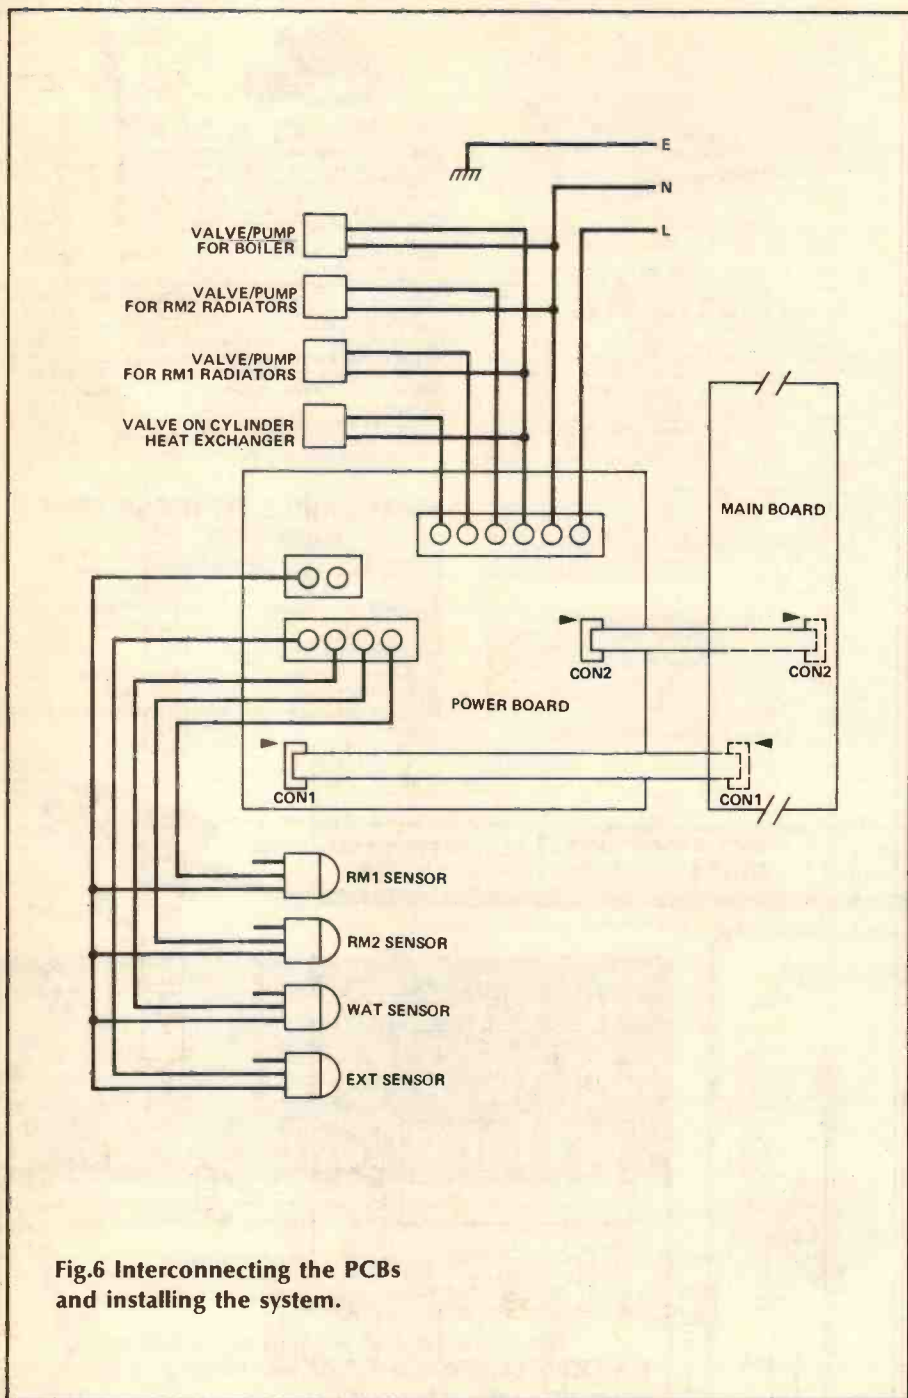 E
N
L
VALVE/PUMP
FOR BOILER
VALVE/PUMP
FOR RM2 RADIATORS
VALVE/PUMP
FOR RM1 RADIATORS
VALVE ON CYLINDER
HEAT EXCHANGER
MAIN BOARD
CON2
CON2
POWER BOARD
CON1
CON1
RM1 SENSOR
RM2 SENSOR
WAT SENSOR
EXT SENSOR
Fig.6 Interconnecting the PCBs
and installing the system.